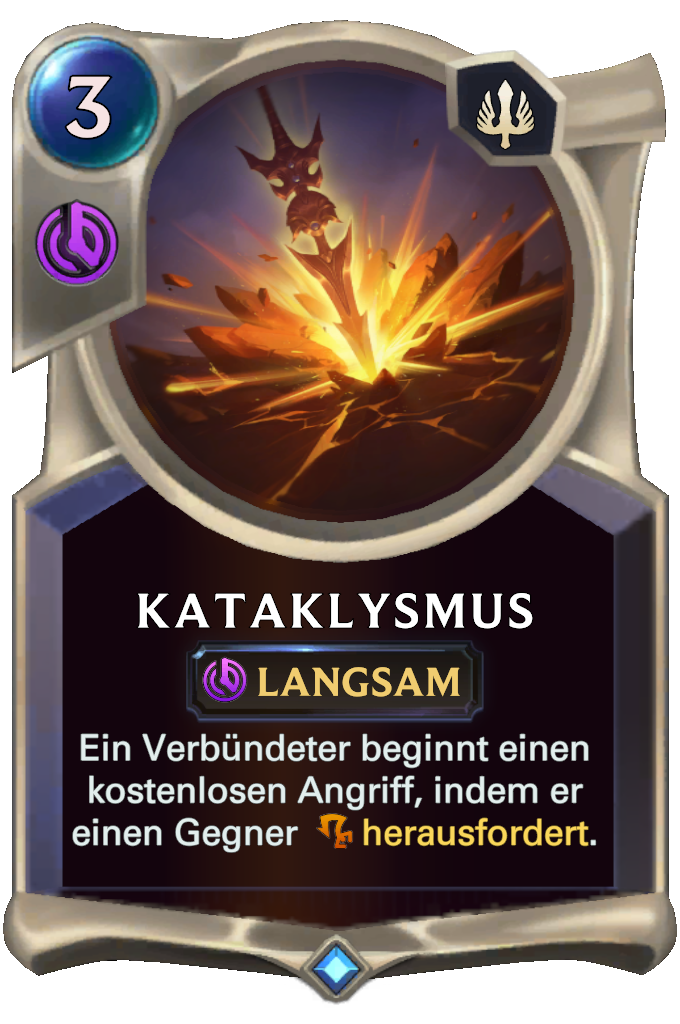 3
KATAKLYSMUS
LANGSAM
Ein Verbündeter beginnt einen
kostenlosen Angriff, indem er
einen Gegner herausfordert.